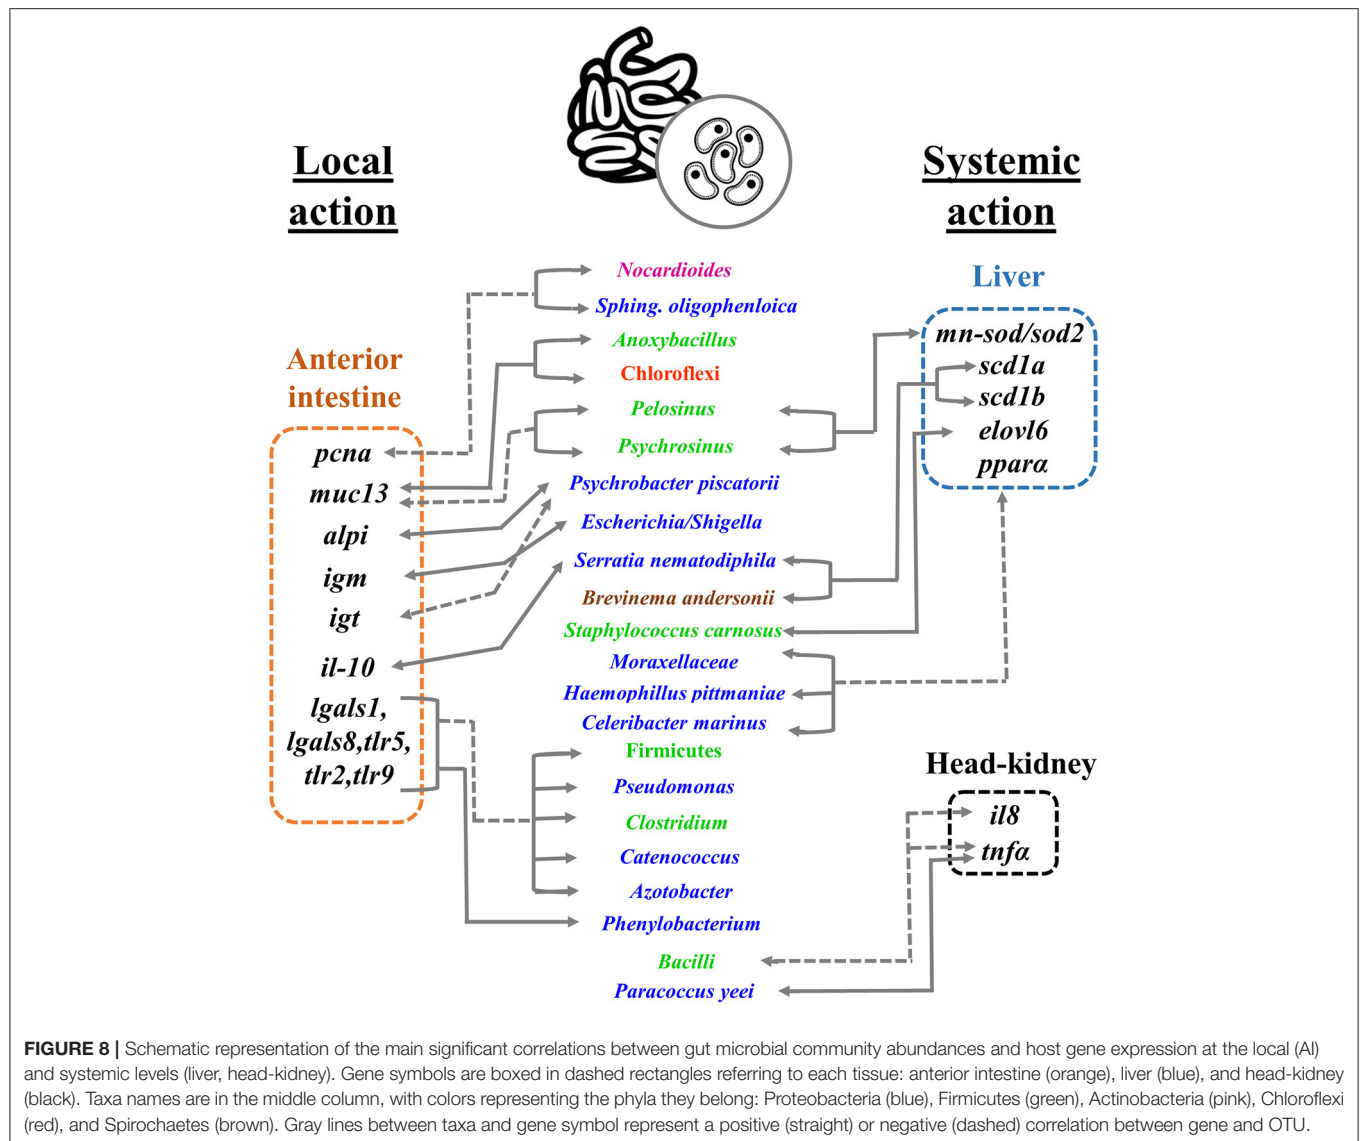 Local
action
Systemic
action
Anterior
intestine
pcna
muc13
alpi
igm
igt
il-10
lgals1,
lgals8,tlr5,
tlr2,tlr9
Nocardioides
Sphing. oligophenloica
Anoxybacillus
Chloroflexi
Pelosinus
Psychrosinus
Psychrobacter piscatorii
Escherichia/Shigella
Serratia nematodiphila
Brevinema andersonii
Staphylococcus carnosus
Moraxellaceae
Haemophillus pittmaniae
Celeribacter marinus
Firmicutes
Pseudomonas
Clostridium
Catenococcus
Azotobacter
Phenylobacterium
Bacilli
Paracoccus yeei
Liver
mn-sod/sod2
scd1a
scd1b
elovl6
pparα
Head-kidney
il8
tnfα
FIGURE 8 | Schematic representation of the main significant correlations between gut microbial community abundances and host gene expression at the local (AI)
and systemic levels (liver, head-kidney). Gene symbols are boxed in dashed rectangles referring to each tissue: anterior intestine (orange), liver (blue), and head-kidney
(black). Taxa names are in the middle column, with colors representing the phyla they belong: Proteobacteria (blue), Firmicutes (green), Actinobacteria (pink), Chloroflexi
(red), and Spirochaetes (brown). Gray lines between taxa and gene symbol represent a positive (straight) or negative (dashed) correlation between gene and OTU.